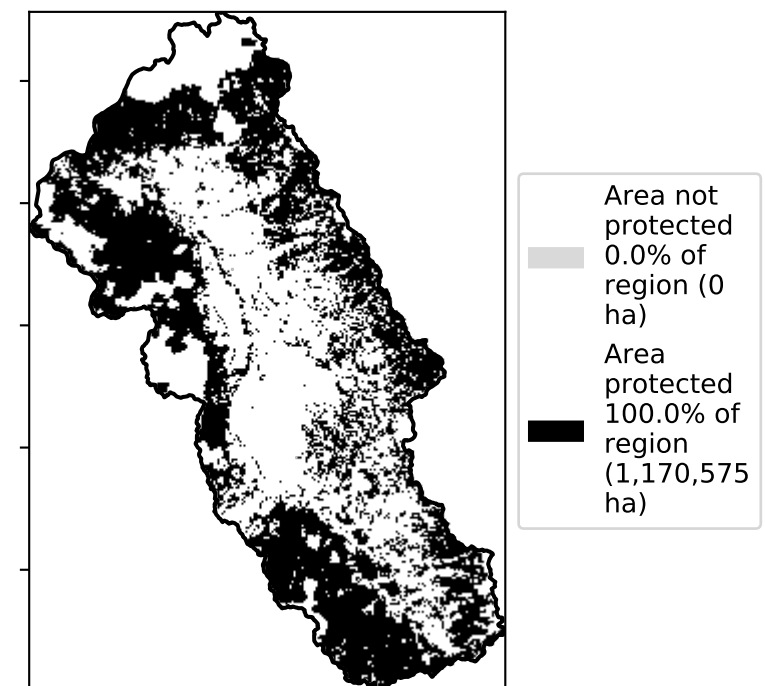 Area not
protected
0.0% of
region (0
ha)
Area
protected
100.0% of
region
(1,170,575
ha)